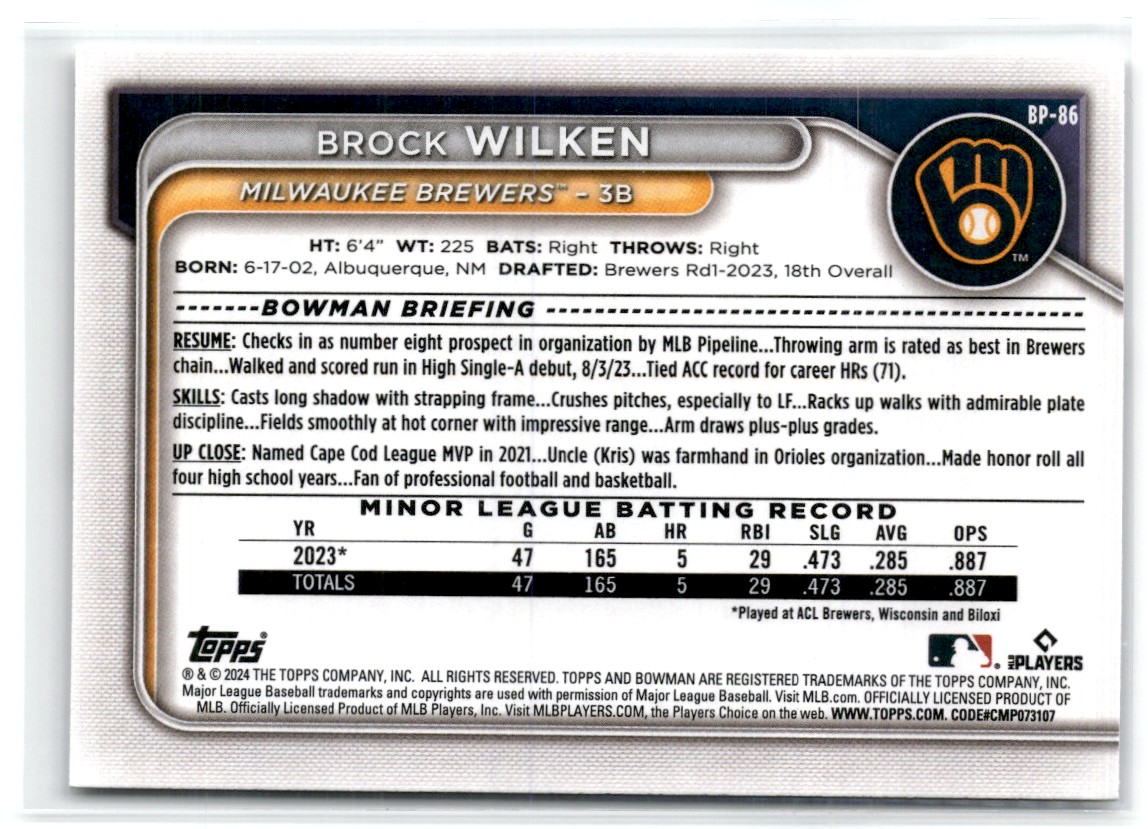 BP-86
BROCK WILKEN
MILWAUKEE BREWERS™ - 3B
HT: 6'4" WT: 225 BATS: Right THROWS: Right
BORN: 6-17-02, Albuquerque, NM DRAFTED: Brewers Rd1-2023, 18th Overall
TM
BOWMAN BRIEFING
RESUME: Checks in as number eight prospect in organization by MLB Pipeline...Throwing arm is rated as best in Brewers
chain...Walked and scored run in High Single-A debut, 8/3/23...Tied ACC record for career HRs (71).
SKILLS: Casts long shadow with strapping frame...Crushes pitches, especially to LF...Racks up walks with admirable plate
discipline...Fields smoothly at hot corner with impressive range...Arm draws plus-plus grades.
UP CLOSE: Named Cape Cod League MVP in 2021...Uncle (Kris) was farmhand in Orioles organization...Made honor roll all
four high school years...Fan of professional football and basketball.
MINOR LEAGUE BATTING RECORD
YR G AB HR RBI SLG AVG OPS
2023* 47 165 5 29 .473 .285 .887
TOTALS 47 165 5 29 .473 .285 .887
*Played at ACL Brewers, Wisconsin and Biloxi
Topps®
MLB PLAYERS
® & © 2024 THE TOPPS COMPANY, INC. ALL RIGHTS RESERVED. TOPPS AND BOWMAN ARE REGISTERED TRADEMARKS OF THE TOPPS COMPANY, INC.
Major League Baseball trademarks and copyrights are used with permission of Major League Baseball. Visit MLB.com. OFFICIALLY LICENSED PRODUCT OF
MLB. Officially Licensed Product of MLB Players, Inc. Visit MLBPLAYERS.COM, the Players Choice on the web. WWW.TOPPS.COM. CODE#CMP073107